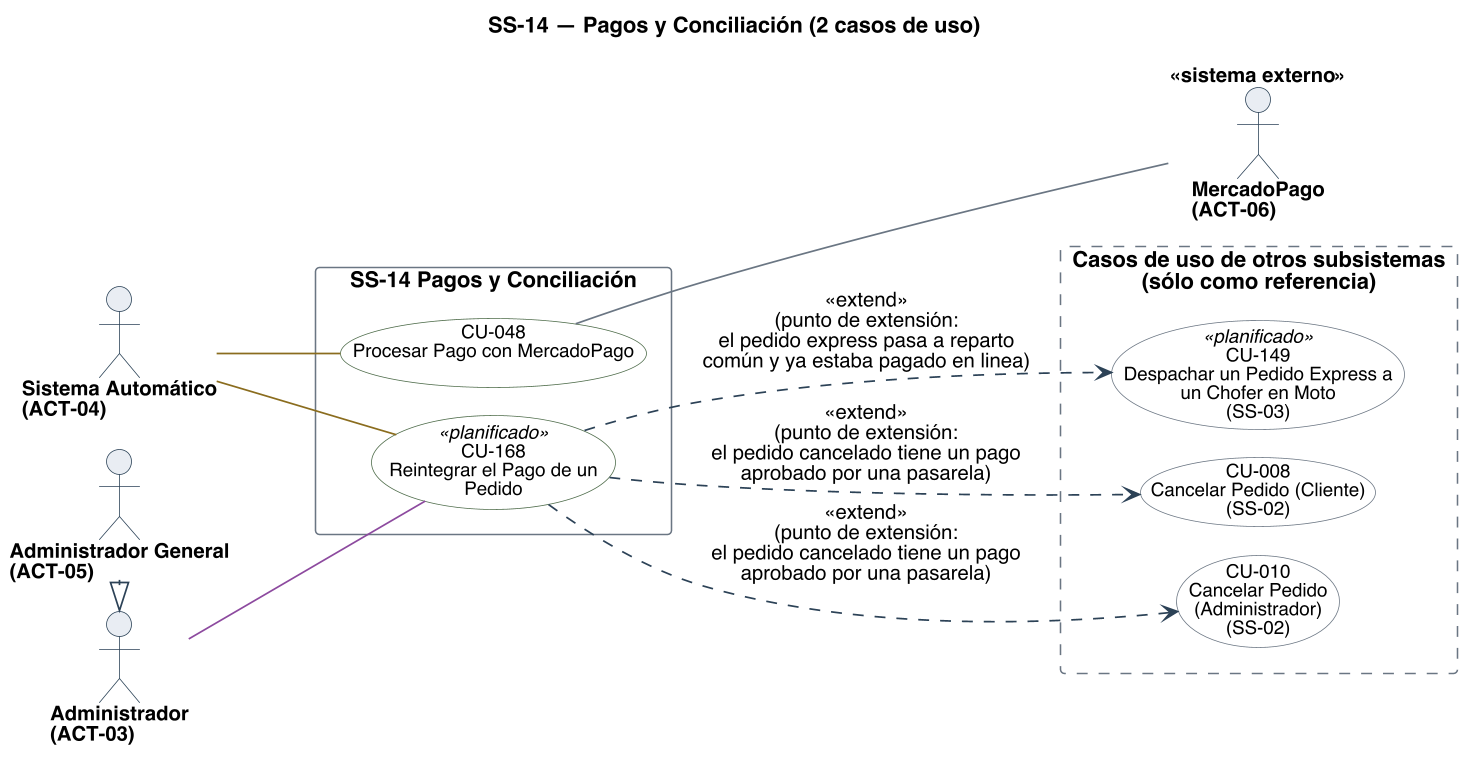 SS-14 — Pagos y Conciliación (2 casos de uso)
«sistema externo»
MercadoPago
(ACT-06)
Sistema Automático
(ACT-04)
Administrador General
(ACT-05)
Administrador
(ACT-03)
SS-14 Pagos y Conciliación
CU-048
Procesar Pago con MercadoPago
«planificado»
CU-168
Reintegrar el Pago de un
Pedido
«extend»
(punto de extensión:
el pedido express pasa a reparto
común y ya estaba pagado en linea)
«extend»
(punto de extensión:
el pedido cancelado tiene un pago
aprobado por una pasarela)
«extend»
(punto de extensión:
el pedido cancelado tiene un pago
aprobado por una pasarela)
Casos de uso de otros subsistemas
(sólo como referencia)
«planificado»
CU-149
Despachar un Pedido Express a
un Chofer en Moto
(SS-03)
CU-008
Cancelar Pedido (Cliente)
(SS-02)
CU-010
Cancelar Pedido
(Administrador)
(SS-02)